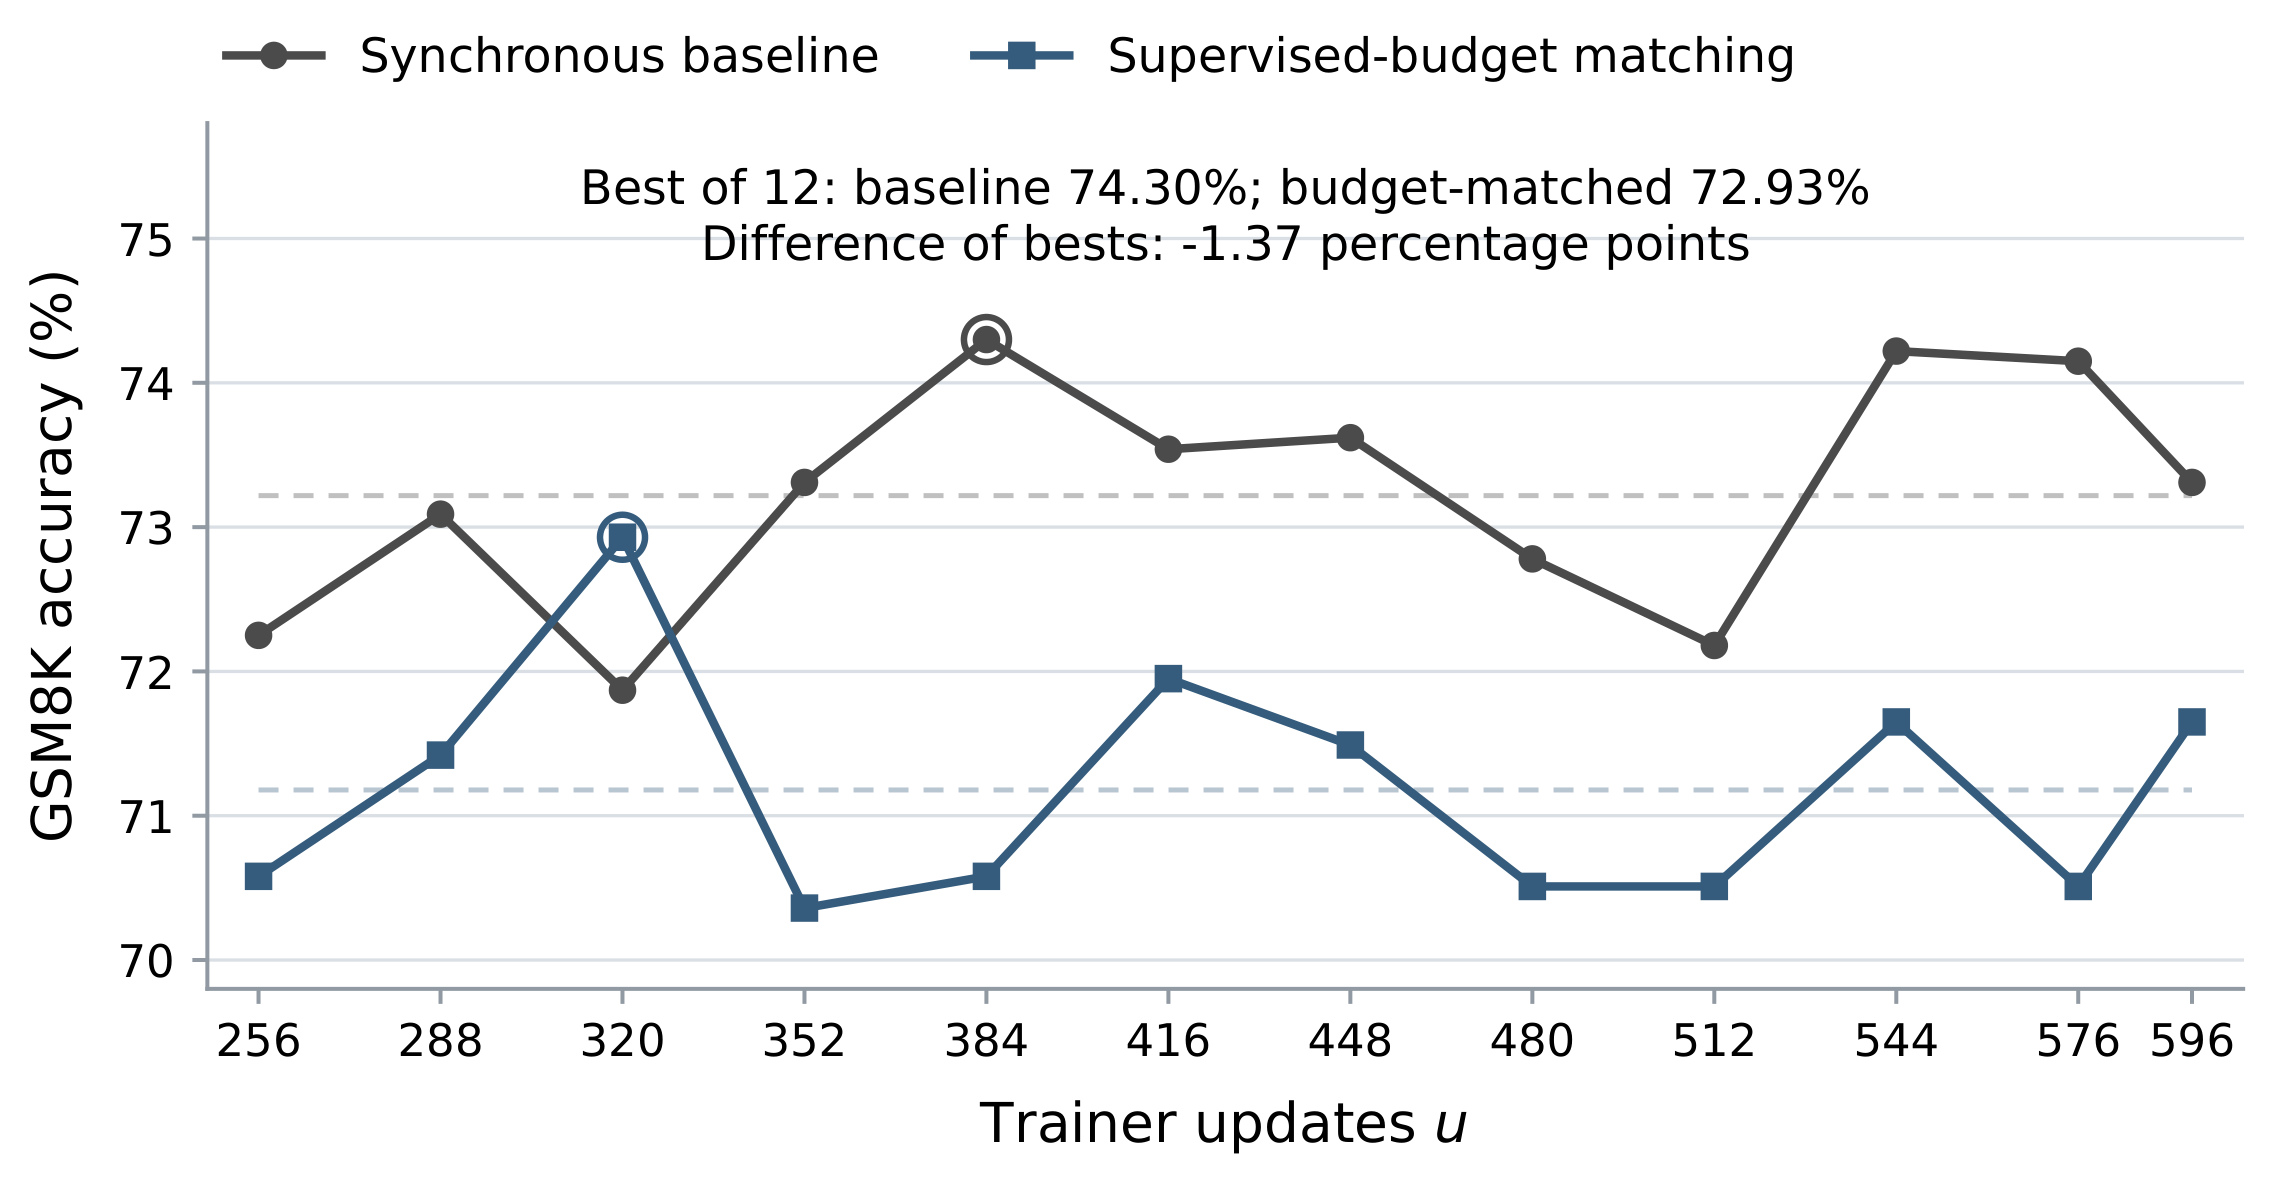 Synchronous baseline
Supervised-budget matching
Best of 12: baseline 74.30%; budget-matched 72.93%
Difference of bests: -1.37 percentage points
75
74
73
72
71
70
GSM8K accuracy (%)
256 288 320 352 384 416 448 480 512 544 576 596
Trainer updates u